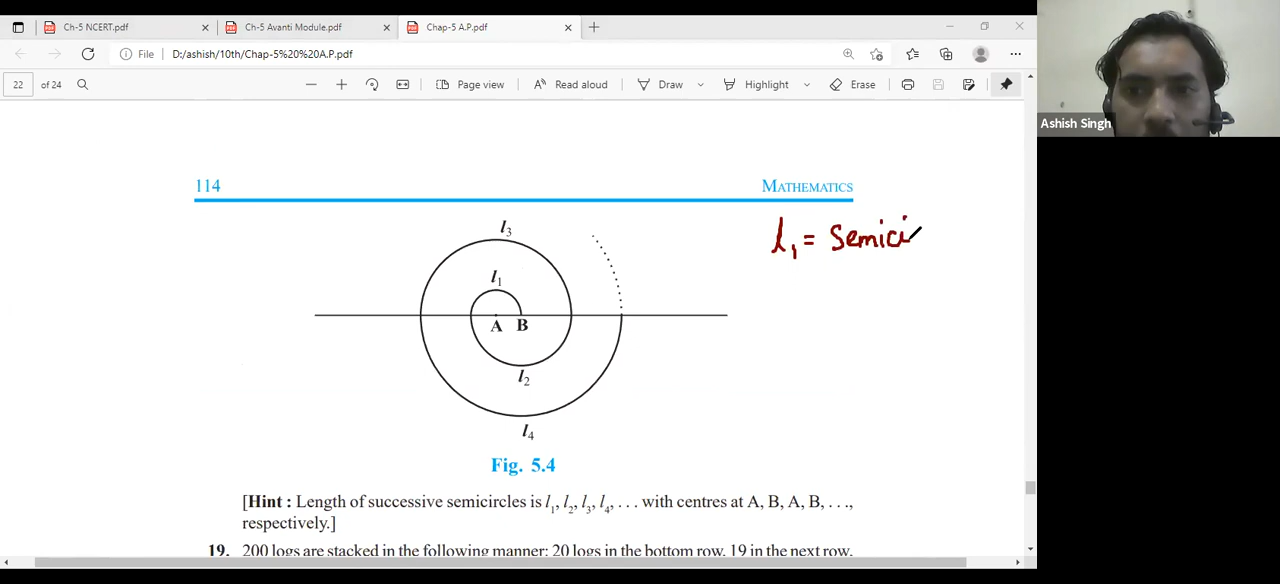 Ch-5 NCERT.pdf
Ch-5 Avanti Module.pdf
Chap-5 A.P.pdf
File
D:/ashish/10th/Chap-5%20%20A.P.pdf
22 of 24
Page view
Read aloud
Draw
Highlight
Erase
Ashish Singh
114
MATHEMATICS
l₁ = Semici
l₃
l₁
A B
l₂
l₄
Fig. 5.4
[Hint : Length of successive semicircles is l₁, l₂, l₃, l₄, . . . with centres at A, B, A, B, . . .,
respectively.]
19. 200 logs are stacked in the following manner: 20 logs in the bottom row, 19 in the next row,